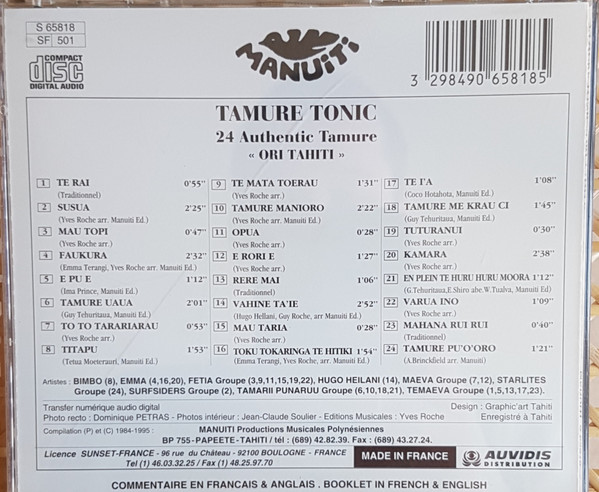 S 65818
SF 501
COMPACT
disc
DIGITAL AUDIO
MANUiTi
3 298490 658185
TAMURE TONIC
24 Authentic Tamure
« ORI TAHITI »
1 TE RAI 0'55"
(Traditionnel)
2 SUSUA 2'25"
(Yves Roche arr. Manuiti Ed.)
3 MAU TOPI 0'47"
(Yves Roche arr.)
4 FAUKURA 2'32"
(Emma Terangi, Yves Roche arr. Manuiti Ed.)
5 E PU E 1'12"
(Ima Prince, Manuiti Ed.)
6 TAMURE UAUA 2'01"
(Guy Tehuritaua, Manuiti Ed.)
7 TO TO TARARIARAU 0'53"
(Yves Roche arr.)
8 TITAPU 1'53"
(Tetua Moeterauri, Manuiti Ed.)
9 TE MATA TOERAU 1'31"
(Yves Roche arr.)
10 TAMURE MANIORO 2'22"
(Yves Roche arr. Manuiti Ed.)
11 OPUA 0'28"
(Yves Roche arr.)
12 E RORI E 1'27"
(Yves Roche arr.)
13 RERE MAI 1'06"
(Traditionnel)
14 VAHINE TA'IE 2'52"
(Hugo Hellani, Guy Roche, arr Manuiti Ed.)
15 MAU TARIA 0'28"
(Yves Roche arr.)
16 TOKU TOKARINGA TE HITIKI 1'54"
(Emma Terangi, Yves Roche arr. Manuiti Ed.)
17 TE I'A 1'08"
(Coco Hotahota, Manuiti Ed.)
18 TAMURE ME KRAU CI 1'45"
(Guy Tehuritaua, Manuiti Ed.)
19 TUTURANUI 0'30"
(Yves Roche arr.)
20 KAMARA 2'38"
(Yves Roche arr.)
21 EN PLEIN TE HURU HURU MOORA 1'12"
(G.Tehuritaua,E.Shiro abe.W.Tualva, Manuiti Ed.)
22 VARUA INO 1'09"
(Yves Roche arr.)
23 MAHANA RUI RUI 0'40"
(Traditionnel)
24 TAMURE PU'O'ORO 1'21"
(A.Brinckfield arr. Manuiti)
Artistes : BIMBO (8), EMMA (4,16,20), FETIA Groupe (3,9,11,15,19,22), HUGO HEILANI (14), MAEVA Groupe (7,12), STARLITES
Groupe (24), SURFSIDERS Groupe (2), TAMARII PUNARUU Groupe (6,10,18,21), TEMAEVA Groupe (1,5,13,17,23).
Transfer numérique audio digital Design : Graphic'art Tahiti
Photo recto : Dominique PETRAS - Photos intérieur : Jean-Claude Soulier - Editions Musicales : Yves Roche Enregistré à Tahiti
Compilation (P) et (C) 1984-1995 : MANUITI Productions Musicales Polynésiennes
BP 755-PAPEETE-TAHITI / tél : (689) 42.82.39. Fax : (689) 43.27.24.
Licence SUNSET-FRANCE - 96 rue du Château - 92100 BOULOGNE - FRANCE
Tel (1) 46.03.32.25 / Fax (1) 48.25.97.70
MADE IN FRANCE
AUVIDIS
DISTRIBUTION
COMMENTAIRE EN FRANCAIS & ANGLAIS . BOOKLET IN FRENCH & ENGLISH